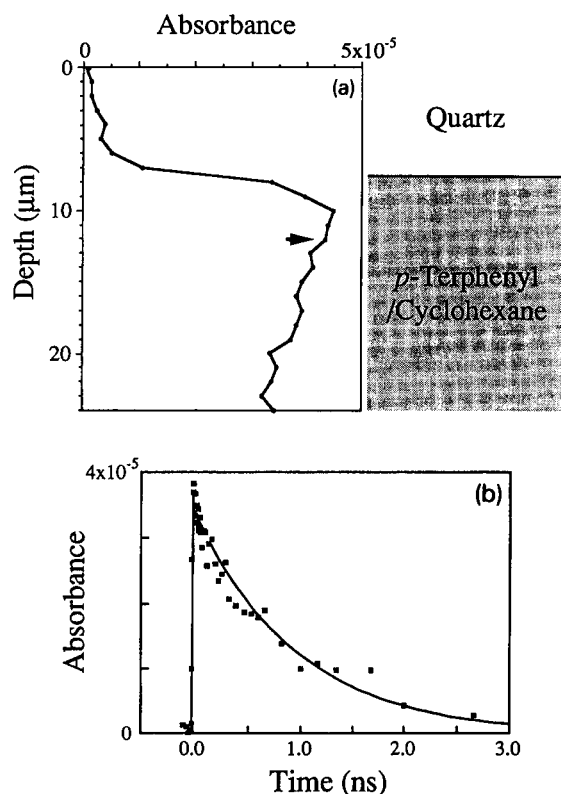 Absorbance
0 5x10-5
(a)
0
10
20
Depth (μm)
Quartz
p-Terphenyl
/Cyclohexane
4x10-5
(b)
0
Absorbance
0.0 1.0 2.0 3.0
Time (ns)